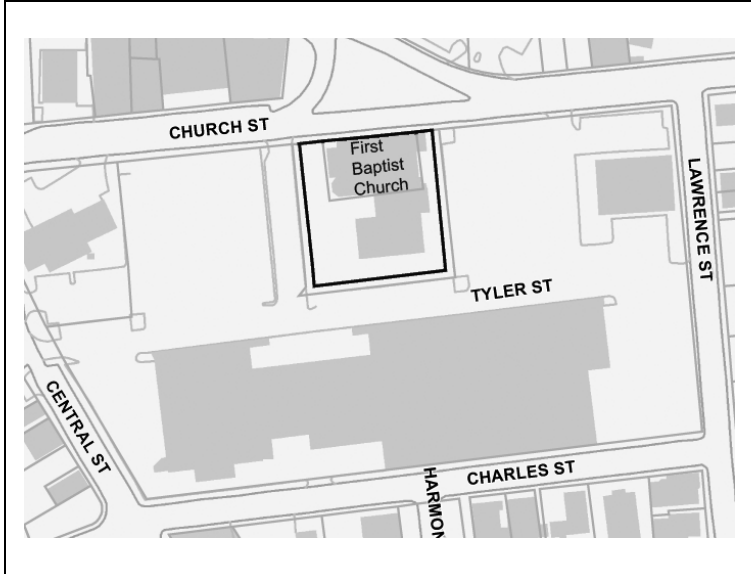 CHURCH ST
First
Baptist
Church
LAWRENCE ST
TYLER ST
CENTRAL ST
CHARLES ST
HARMON